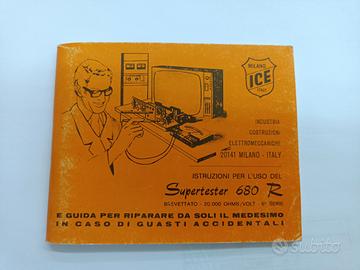 MILANO
ICE
ITALY
INDUSTRIA
COSTRUZIONI
ELETTROMECCANICHE
20141 MILANO - ITALY
ISTRUZIONI PER L'USO DEL
Supertester 680 R
BREVETTATO - 20.000 OHMS/VOLT - 6ª SERIE
E GUIDA PER RIPARARE DA SOLI IL MEDESIMO
IN CASO DI GUASTI ACCIDENTALI
subito